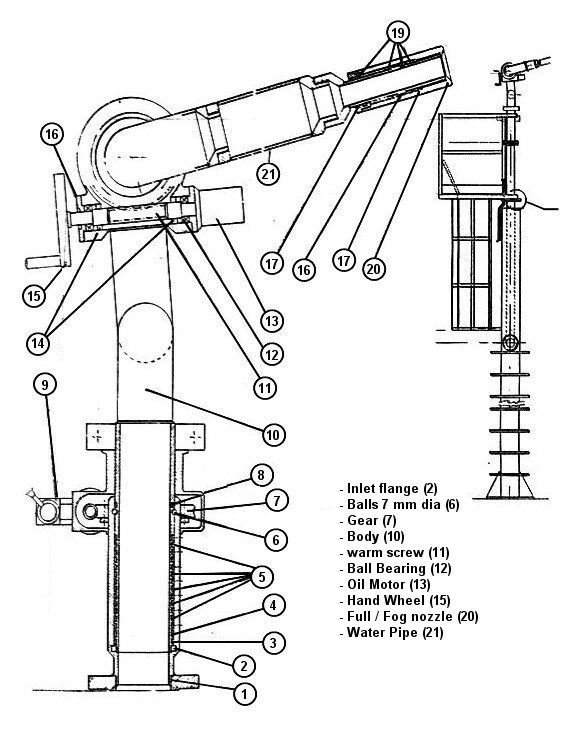 19
16
21
17
16
17
20
15
13
14
12
11
9
10
8
7
6
5
4
3
2
1
- Inlet flange (2)
- Balls 7 mm dia (6)
- Gear (7)
- Body (10)
- warm screw (11)
- Ball Bearing (12)
- Oil Motor (13)
- Hand Wheel (15)
- Full / Fog nozzle (20)
- Water Pipe (21)